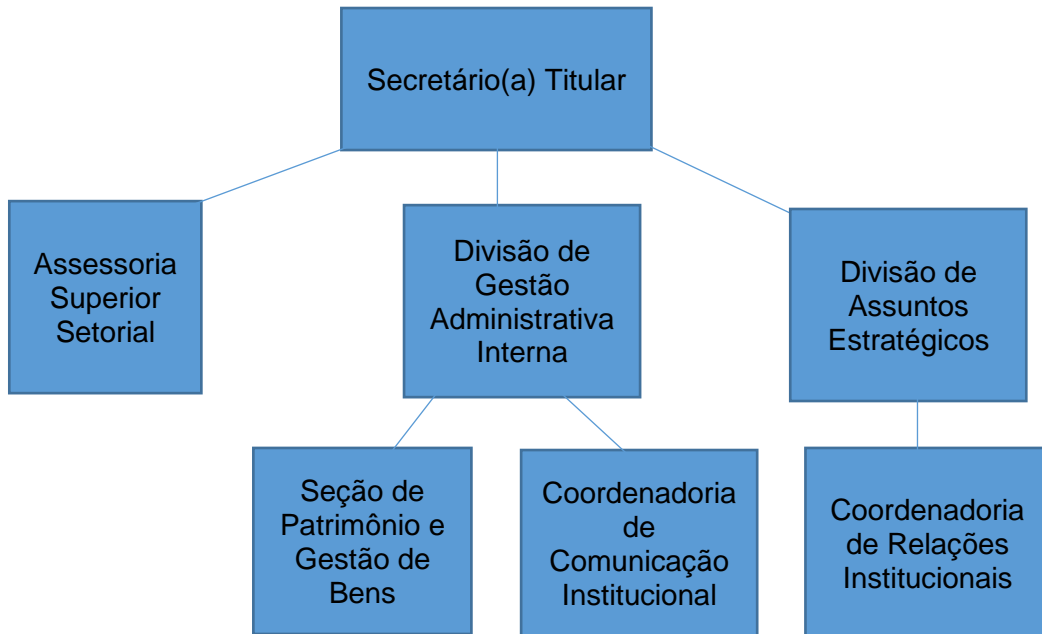 Secretário(a) Titular
Assessoria
Superior
Setorial
Divisão de
Gestão
Administrativa
Interna
Divisão de
Assuntos
Estratégicos
Seção de
Patrimônio e
Gestão de
Bens
Coordenadoria
de
Comunicação
Institucional
Coordenadoria
de Relações
Institucionais